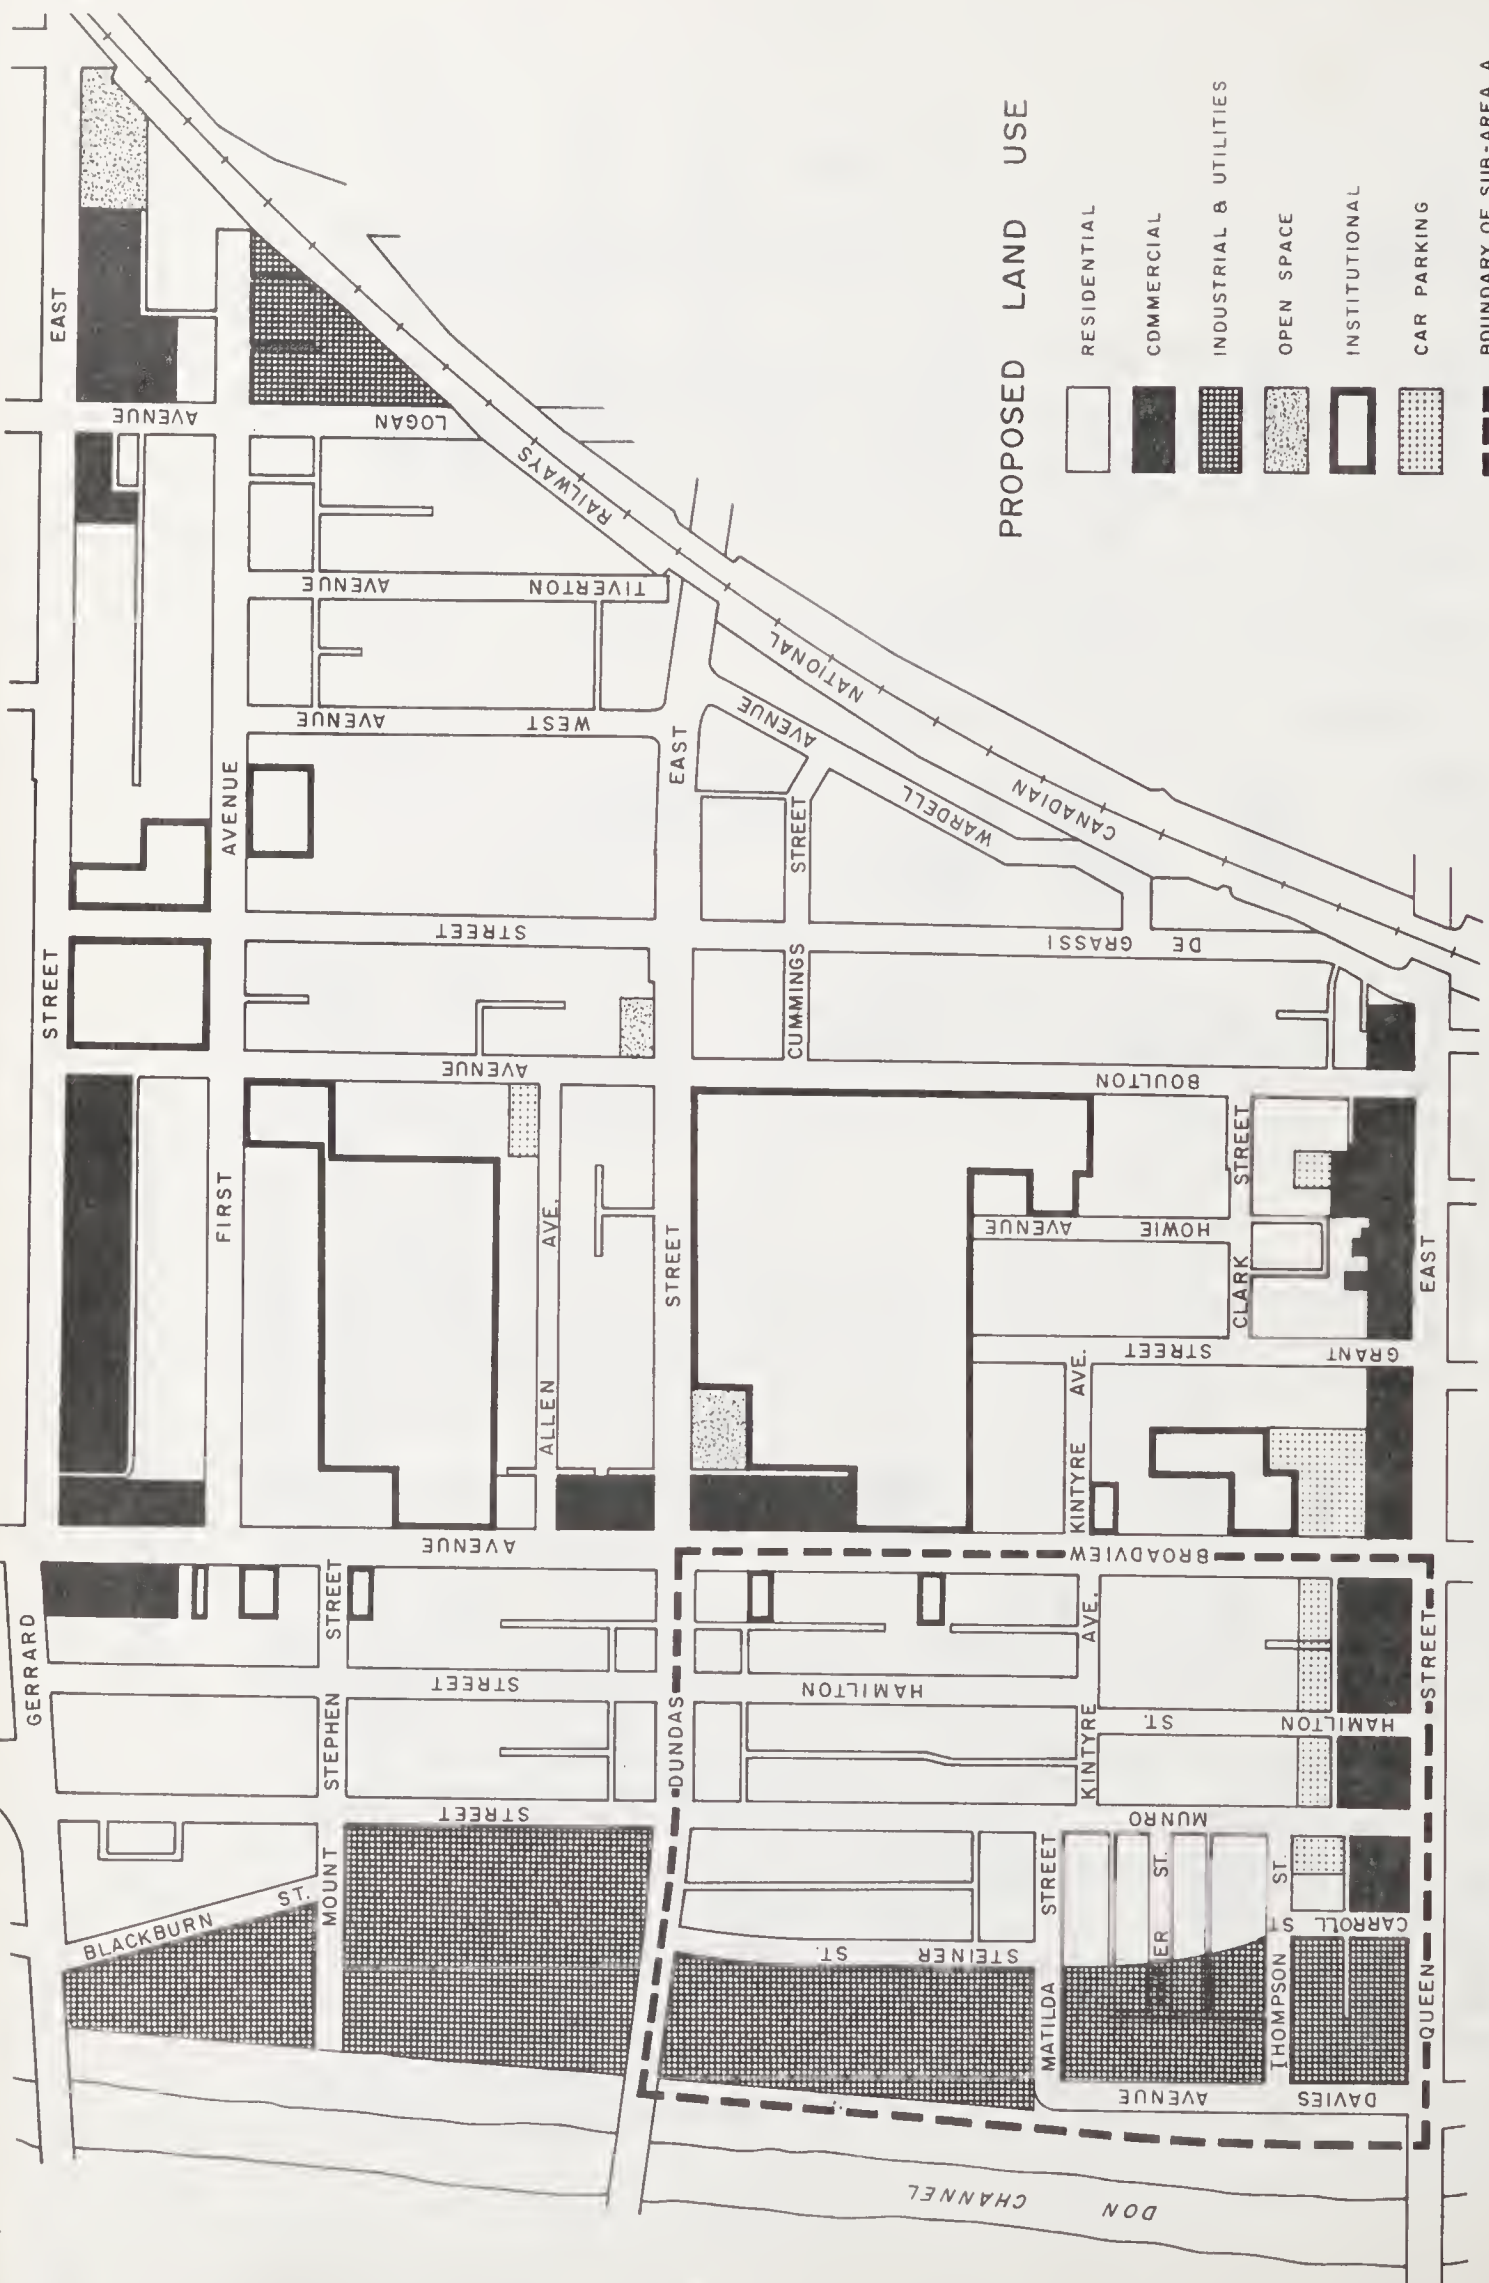 GERRARD
STREET
EAST
BLACKBURN ST.
MOUNT
STEPHEN
STREET
FIRST
AVENUE
DUNDAS
STREET
EAST
ALLEN AVE.
CUMMINGS
STREET
MATILDA
STREET
KINTYRE
AVE.
KINTYRE AVE.
CLARK
STREET
THOMPSON ST.
QUEEN
STREET
EAST
DON
CHANNEL
DAVIES
AVENUE
CARROLL ST
STEINER ST.
MUNRO
STREET
HAMILTON ST.
HAMILTON
STREET
BROADVIEW
AVENUE
GRANT
STREET
HOWIE AVENUE
BOULTON
AVENUE
DE GRASSI
STREET
WARDELL AVENUE
WEST AVENUE
TIVERTON AVENUE
LOGAN
AVENUE
CANADIAN
NATIONAL
RAILWAYS
PROPOSED LAND USE
RESIDENTIAL
COMMERCIAL
INDUSTRIAL & UTILITIES
OPEN SPACE
INSTITUTIONAL
CAR PARKING
BOUNDARY OF SUB-AREA A